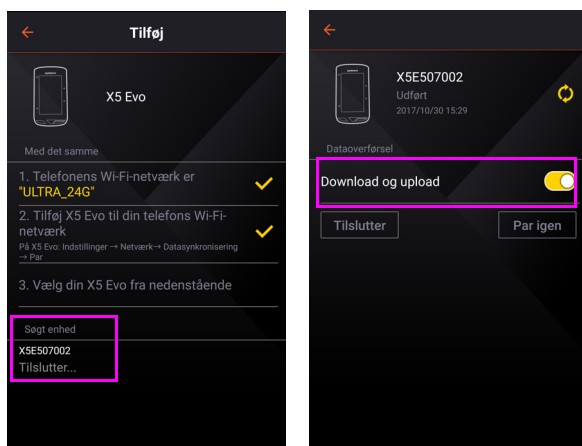 Tilføj
X5 Evo
Med det samme
1. Telefonens Wi-Fi-netværk er
"ULTRA_24G"
2. Tilføj X5 Evo til din telefons Wi-Fi-
netværk
På X5 Evo: Indstillinger → Netværk→ Datasynkronisering
→ Par
3. Vælg din X5 Evo fra nedenstående
Søgt enhed
X5E507002
Tilslutter...
X5E507002
Udført
2017/10/30 15:29
Dataoverførsel
Download og upload
Tilslutter
Par igen